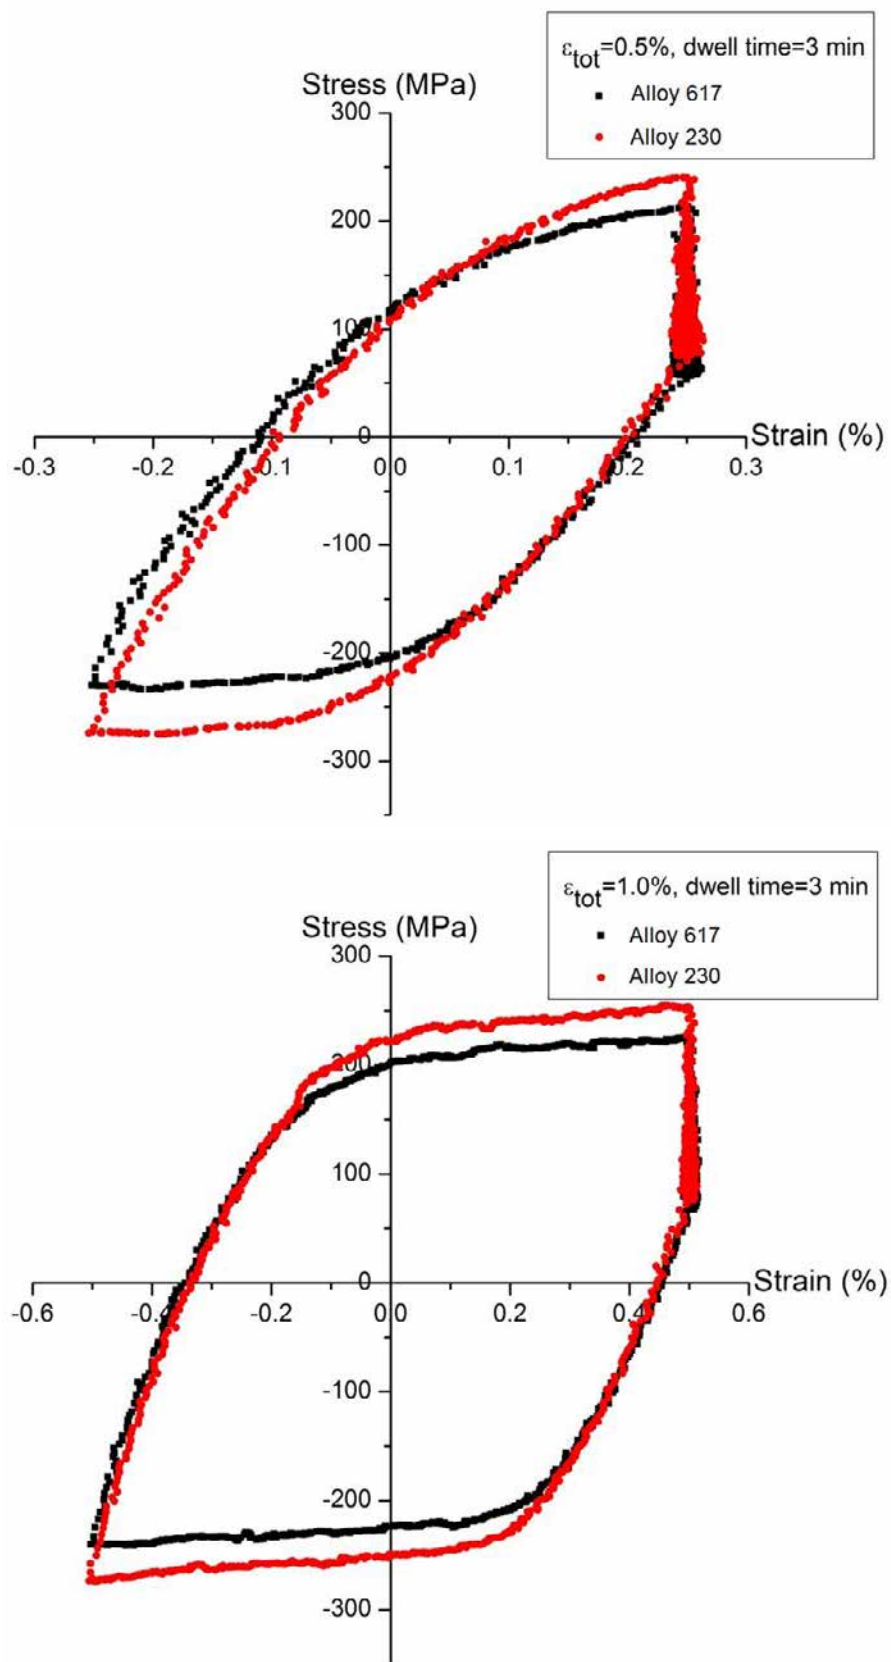 εtot=0.5%, dwell time=3 min
Alloy 617
Alloy 230
Stress (MPa)
300
200
100
0
Strain (%)
-0.3
-0.2
-0.1
0.0
0.1
0.2
0.3
-100
-200
-300
εtot=1.0%, dwell time=3 min
Alloy 617
Alloy 230
Stress (MPa)
300
200
100
0
Strain (%)
-0.6
-0.4
-0.2
0.0
0.2
0.4
0.6
-100
-200
-300